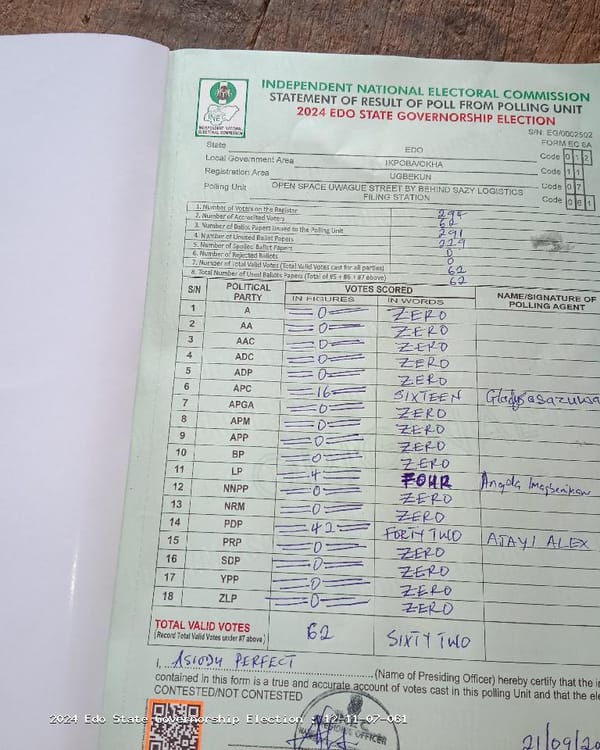 INDEPENDENT NATIONAL ELECTORAL COMMISSION
STATEMENT OF RESULT OF POLL FROM POLLING UNIT
2024 EDO STATE GOVERNORSHIP ELECTION
S/N. EG/0002502
FORM EC 8A
State EDO Code 0 1 2
Local Government Area IKPOBA/OKHA Code 1 1
Registration Area UGBEKUN Code 0 7
Polling Unit OPEN SPACE UWAGUE STREET BY BEHIND SAZY LOGISTICS FILING STATION Code 0 6 1
1. Number of Voters on the Register 295
2. Number of Accredited Voters 62
3. Number of Ballot Papers Issued to the Polling Unit 291
4. Number of Unused Ballot Papers 229
5. Number of Spoiled Ballot Papers 0
6. Number of Rejected Ballots 0
7. Number of Total Valid Votes (Total Valid Votes cast for all parties) 62
8. Total Number of Used Ballots Papers (Total of #5 + #6 + #7 above) 62
S/N POLITICAL PARTY VOTES SCORED NAME/SIGNATURE OF POLLING AGENT
IN FIGURES IN WORDS
1 A 0 ZERO
2 AA 0 ZERO
3 AAC 0 ZERO
4 ADC 0 ZERO
5 ADP 0 ZERO
6 APC 16 SIXTEEN
7 APGA 0 ZERO
8 APM 0 ZERO
9 APP 0 ZERO
10 BP 0 ZERO
11 LP 4 FOUR
12 NNPP 0 ZERO
13 NRM 0 ZERO
14 PDP 42 FORTY TWO AJAYI ALEX
15 PRP 0 ZERO
16 SDP 0 ZERO
17 YPP 0 ZERO
18 ZLP 0 ZERO
TOTAL VALID VOTES 62 SIXTY TWO
(Record Total Valid Votes under #7 above)
I, ASIODU PERFECT (Name of Presiding Officer) hereby certify that the
contained in this form is a true and accurate account of votes cast in this polling Unit and that the
CONTESTED/NOT CONTESTED
2024 Edo State Governorship Election : 12-11-07-061
21/09/20